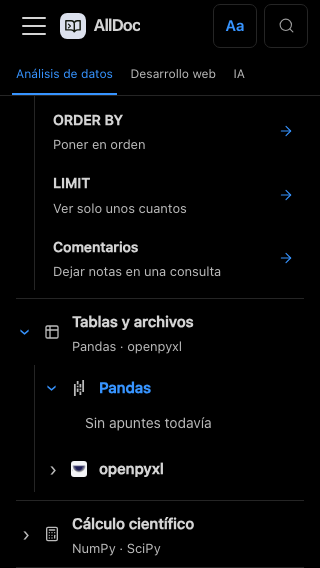 AllDoc
Aa
Análisis de datos
Desarrollo web
IA
ORDER BY
Poner en orden
LIMIT
Ver solo unos cuantos
Comentarios
Dejar notas en una consulta
Tablas y archivos
Pandas · openpyxl
Pandas
Sin apuntes todavía
openpyxl
Cálculo científico
NumPy · SciPy